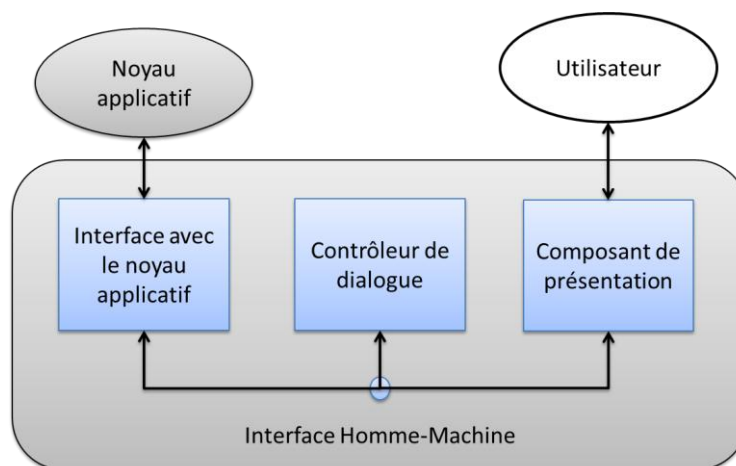 Noyau
applicatif
Utilisateur
Interface avec
le noyau
applicatif
Contrôleur de
dialogue
Composant de
présentation
Interface Homme-Machine